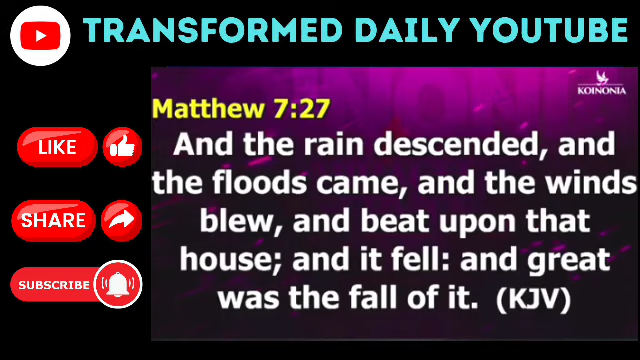 TRANSFORMED DAILY YOUTUBE
KOINONIA
Matthew 7:27
And the rain descended, and
the floods came, and the winds
blew, and beat upon that
house; and it fell: and great
was the fall of it. (KJV)
LIKE
SHARE
SUBSCRIBE